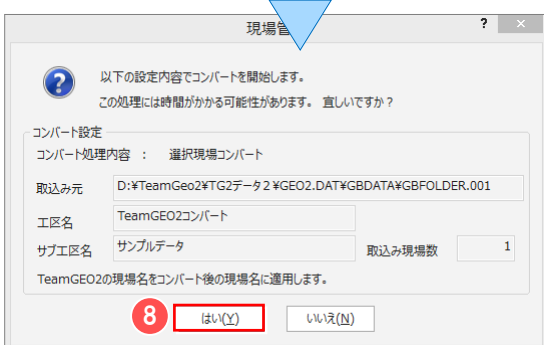 現場管
? ×
以下の設定内容でコンバートを開始します。
この処理には時間がかかる可能性があります。 宜しいですか？
コンバート設定
コンバート処理内容 ： 選択現場コンバート
取込み元 D:¥TeamGeo2¥TG2データ２¥GEO2.DAT¥GBDATA¥GBFOLDER.001
工区名 TeamGEO2コンバート
サブ工区名 サンプルデータ 取込み現場数 1
TeamGEO2の現場名をコンバート後の現場名に適用します。
8 はい(Y) いいえ(N)